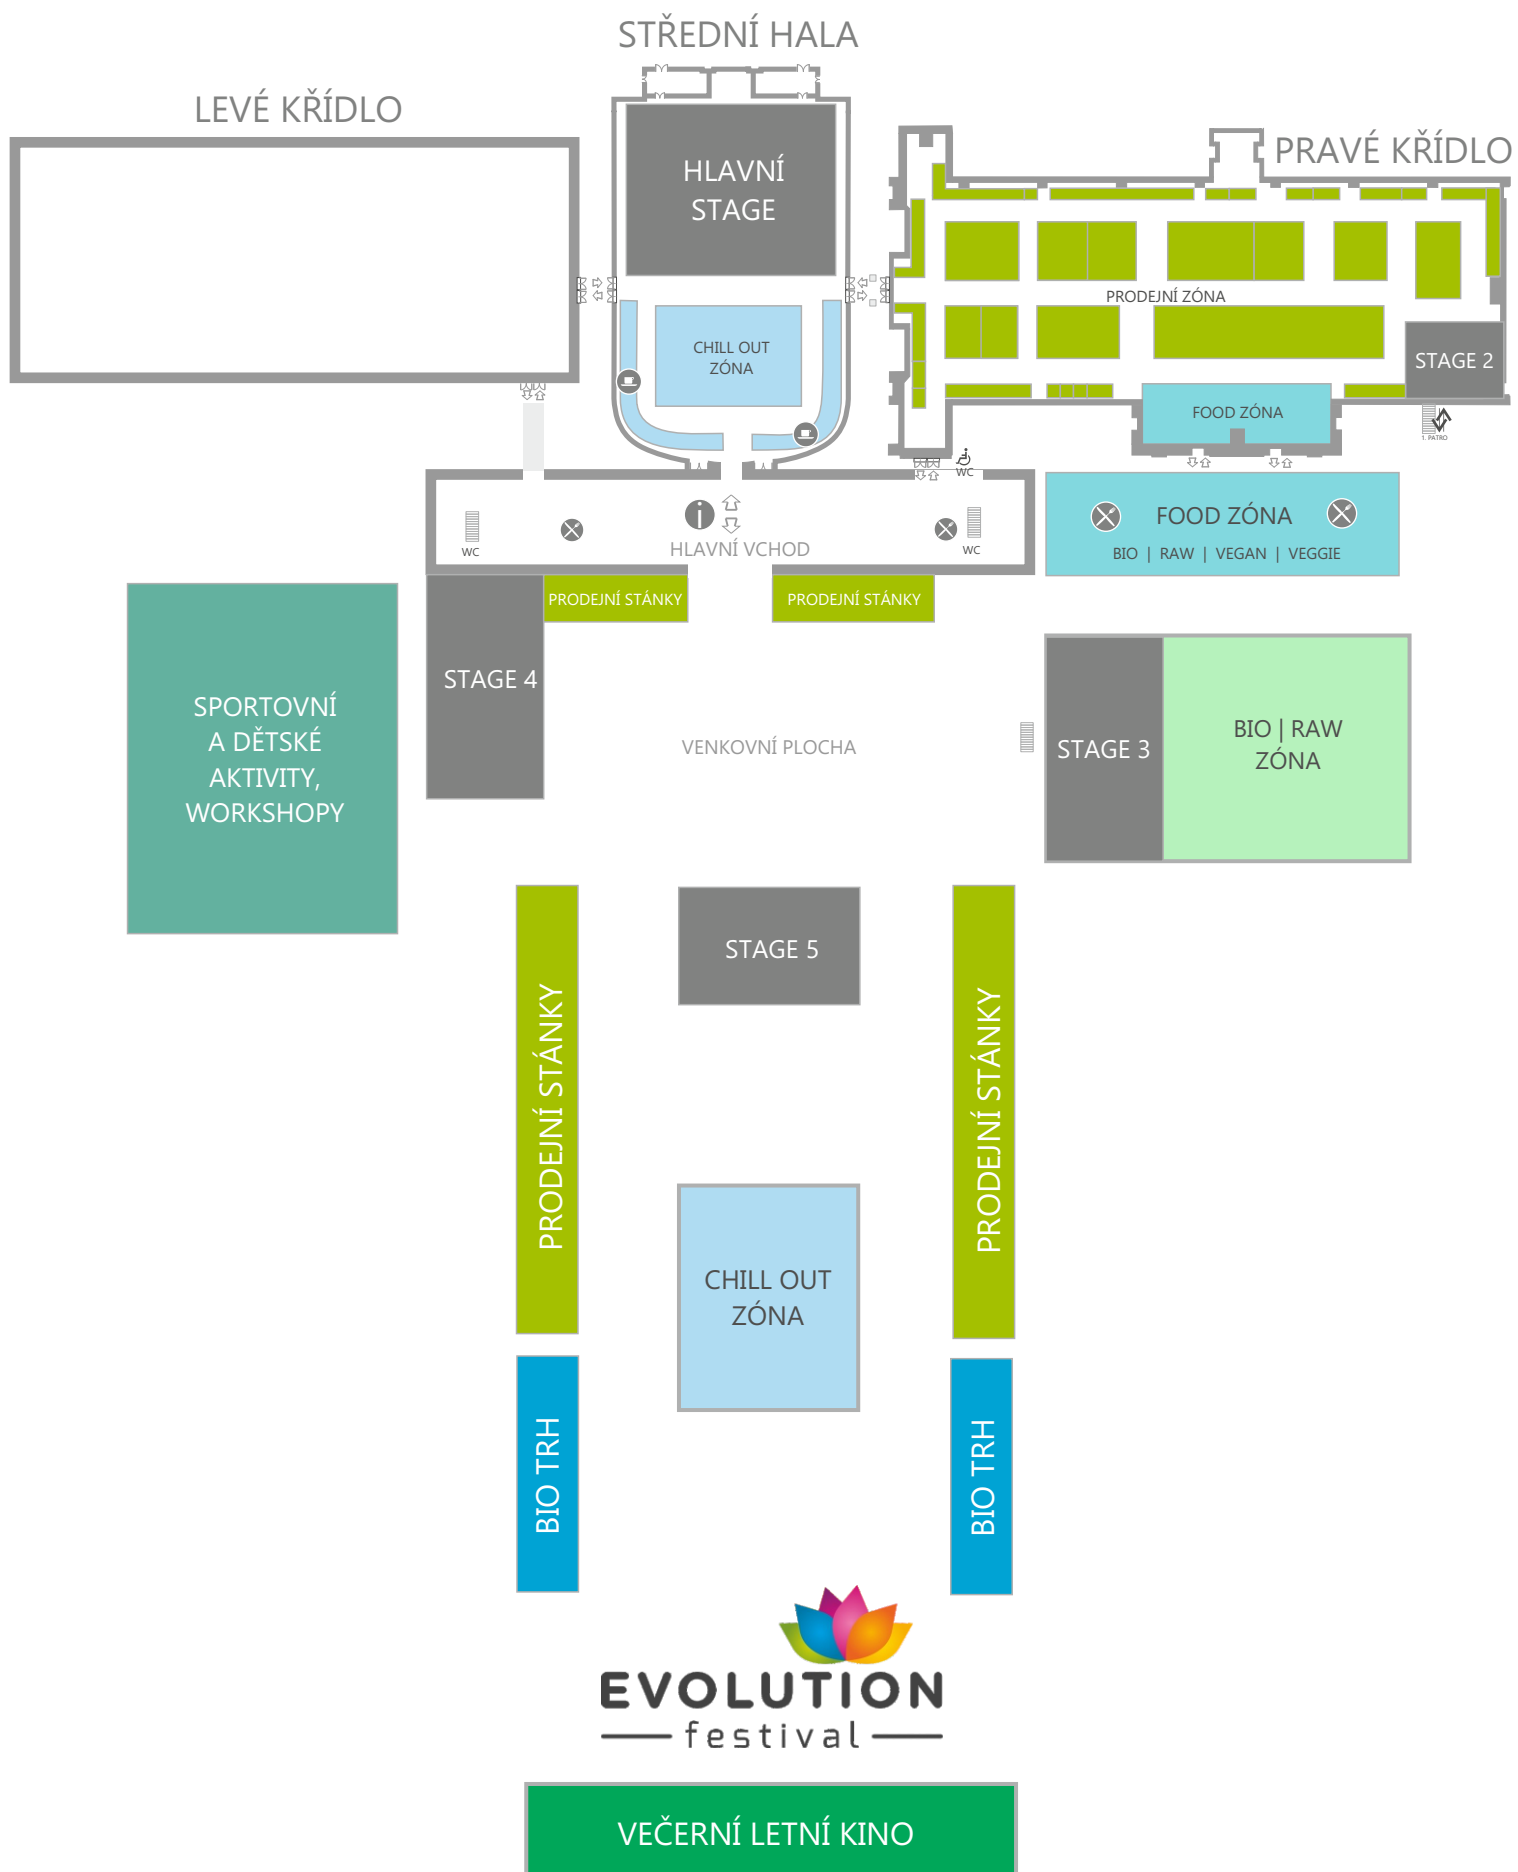 STŘEDNÍ HALA
LEVÉ KŘÍDLO
PRAVÉ KŘÍDLO
HLAVNÍ
STAGE
PRODEJNÍ ZÓNA
CHILL OUT
ZÓNA
STAGE 2
FOOD ZÓNA
1. PATRO
WC
FOOD ZÓNA
BIO | RAW | VEGAN | VEGGIE
WC
HLAVNÍ VCHOD
WC
PRODEJNÍ STÁNKY
PRODEJNÍ STÁNKY
STAGE 4
SPORTOVNÍ
A DĚTSKÉ
AKTIVITY,
WORKSHOPY
VENKOVNÍ PLOCHA
STAGE 3
BIO | RAW
ZÓNA
STAGE 5
PRODEJNÍ STÁNKY
PRODEJNÍ STÁNKY
CHILL OUT
ZÓNA
BIO TRH
BIO TRH
EVOLUTION
festival
VEČERNÍ LETNÍ KINO